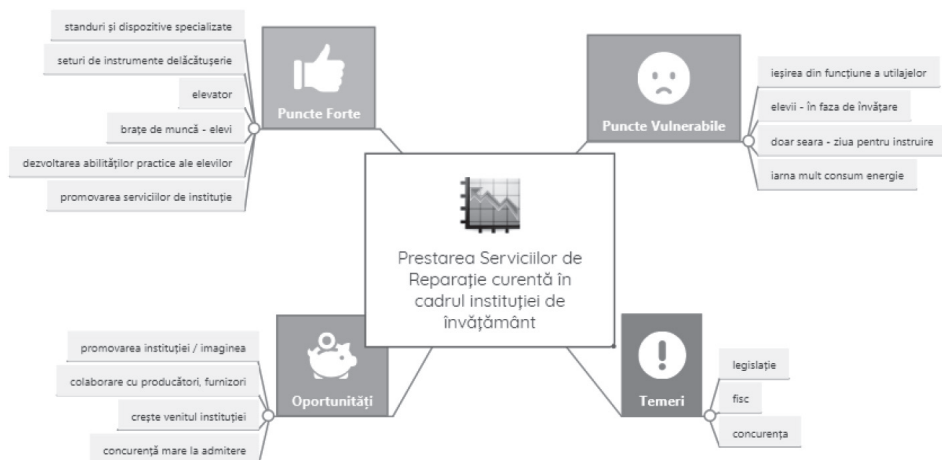 standuri și dispozitive specializate
seturi de instrumente delăcătușerie
elevator
brațe de muncă - elevi
dezvoltarea abilităților practice ale elevilor
promovarea serviciilor de instituție
Puncte Forte
Puncte Vulnerabile
ieșirea din funcțiune a utilajelor
elevii - în faza de învățare
doar seara - ziua pentru instruire
iarna mult consum energie
Prestarea Serviciilor de
Reparație curentă în
cadrul instituției de
învățământ
promovarea instituției / imaginea
colaborare cu producători, furnizori
crește venitul instituției
concurență mare la admitere
Oportunități
Temeri
legislație
fisc
concurența